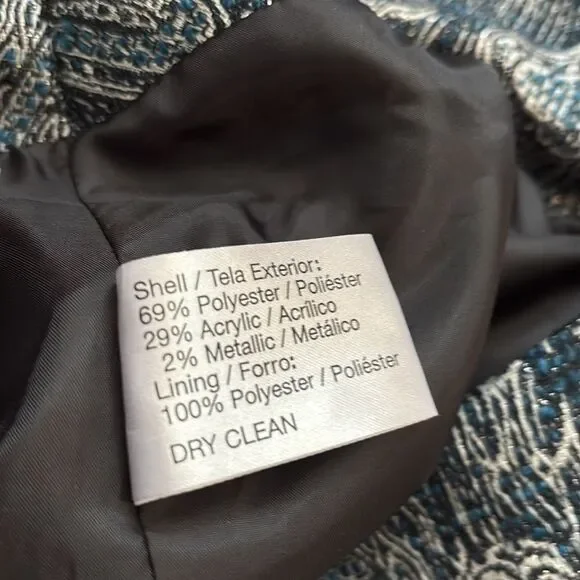 Shell / Tela Exterior:
69% Polyester / Poliéster
29% Acrylic / Acrílico
2% Metallic / Metálico
Lining / Forro:
100% Polyester / Poliéster
DRY CLEAN